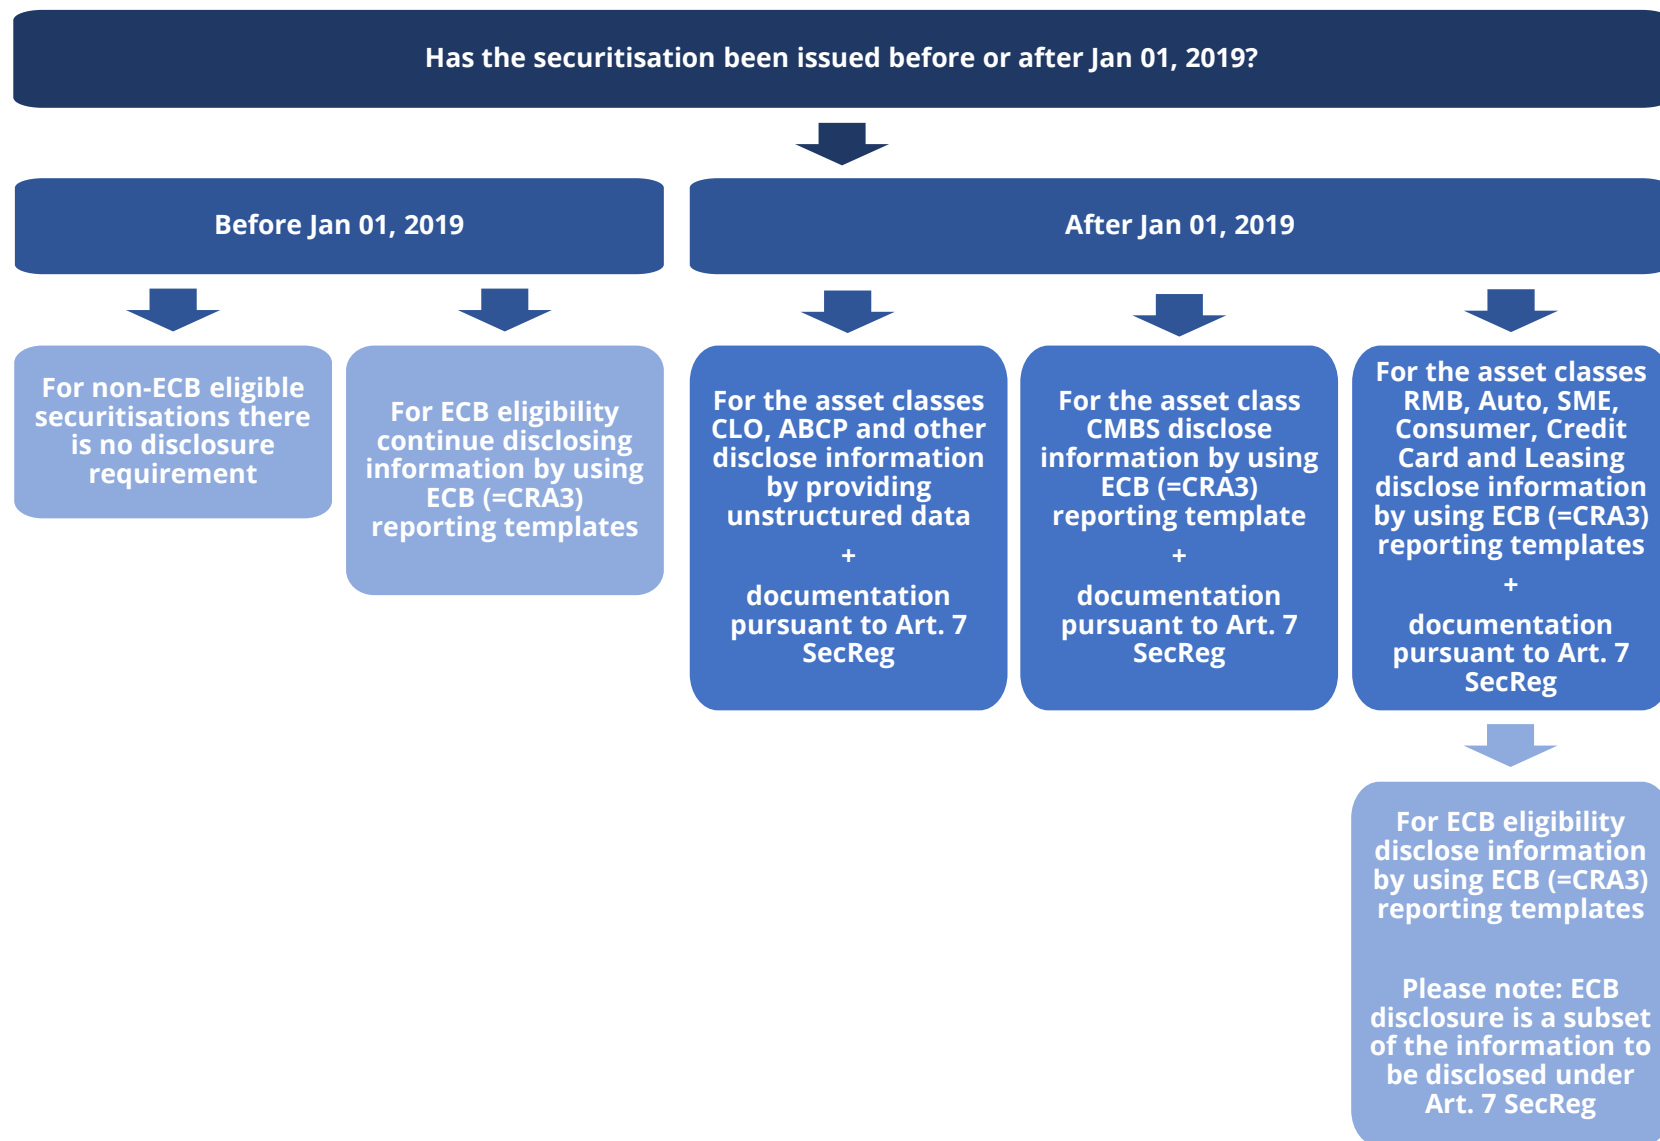 Has the securitisation been issued before or after Jan 01, 2019?
Before Jan 01, 2019
After Jan 01, 2019
For non-ECB eligible
securitisations there
is no disclosure
requirement
For ECB eligibility
continue disclosing
information by using
ECB (=CRA3)
reporting templates
For the asset classes
CLO, ABCP and other
disclose information
by providing
unstructured data
+
documentation
pursuant to Art. 7
SecReg
For the asset class
CMBS disclose
information by using
ECB (=CRA3)
reporting template
+
documentation
pursuant to Art. 7
SecReg
For the asset classes
RMB, Auto, SME,
Consumer, Credit
Card and Leasing
disclose information
by using ECB (=CRA3)
reporting templates
+
documentation
pursuant to Art. 7
SecReg
For ECB eligibility
disclose information
by using ECB (=CRA3)
reporting templates
Please note: ECB
disclosure is a subset
of the information to
be disclosed under
Art. 7 SecReg